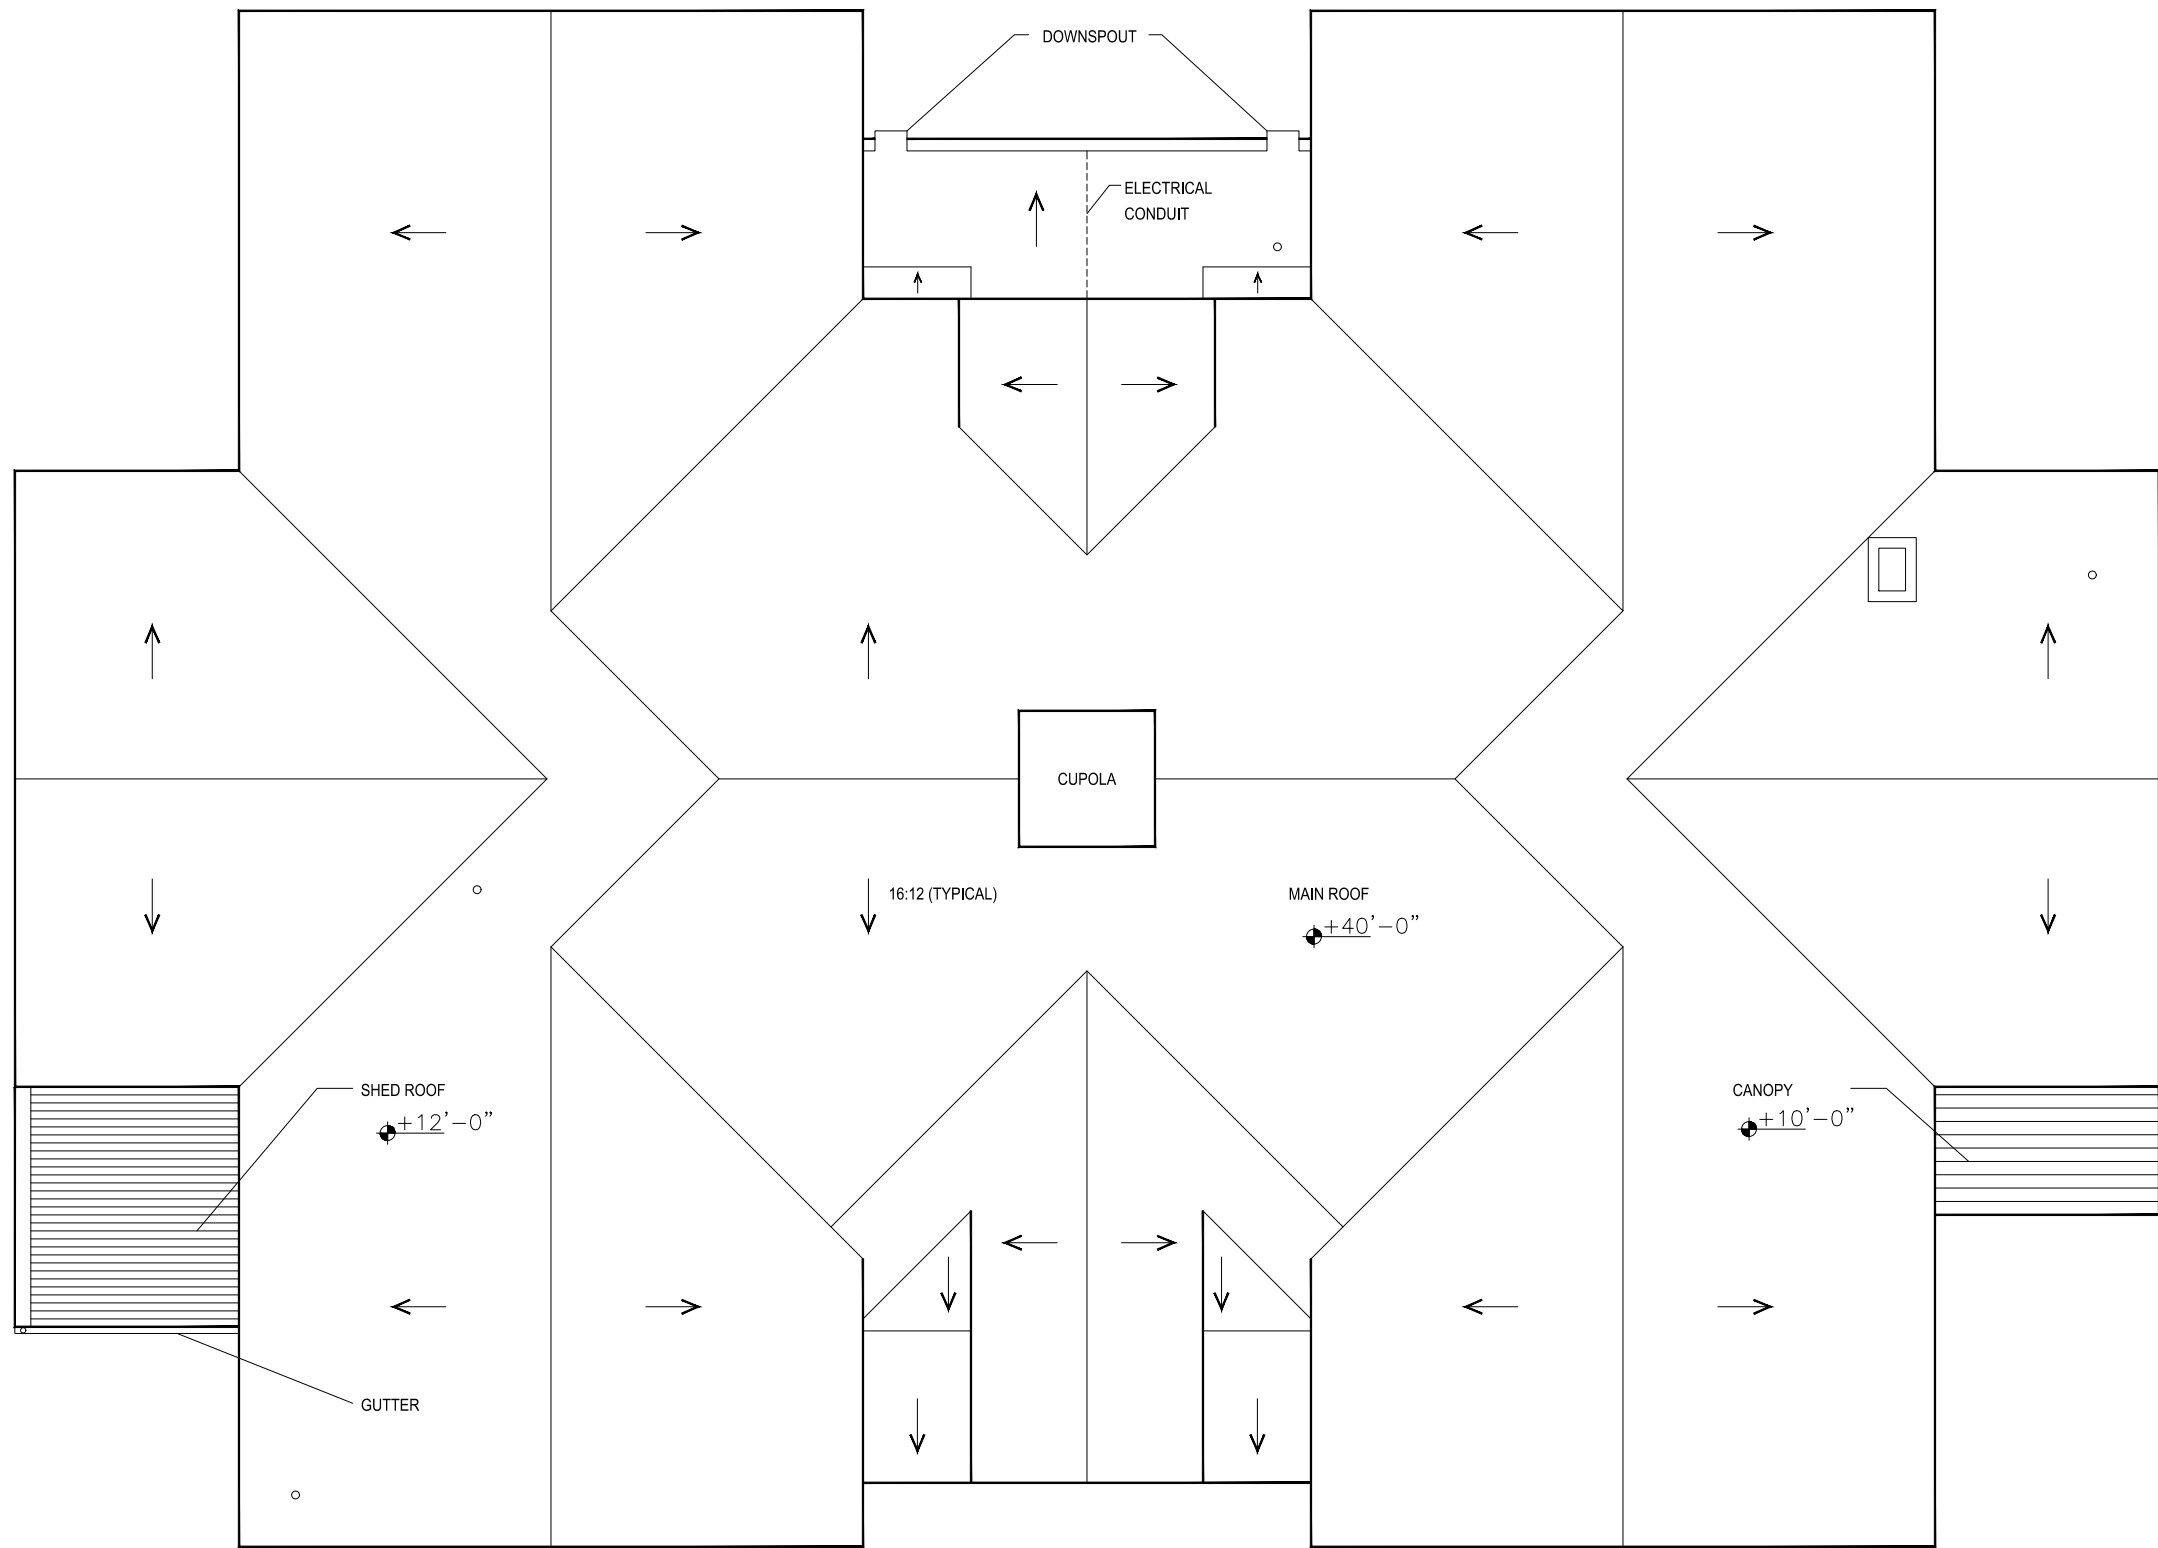 DOWNSPOUT
ELECTRICAL
CONDUIT
CUPOLA
16:12 (TYPICAL)
MAIN ROOF
+40'-0”
SHED ROOF
+12'-0”
CANOPY
+10'-0”
GUTTER